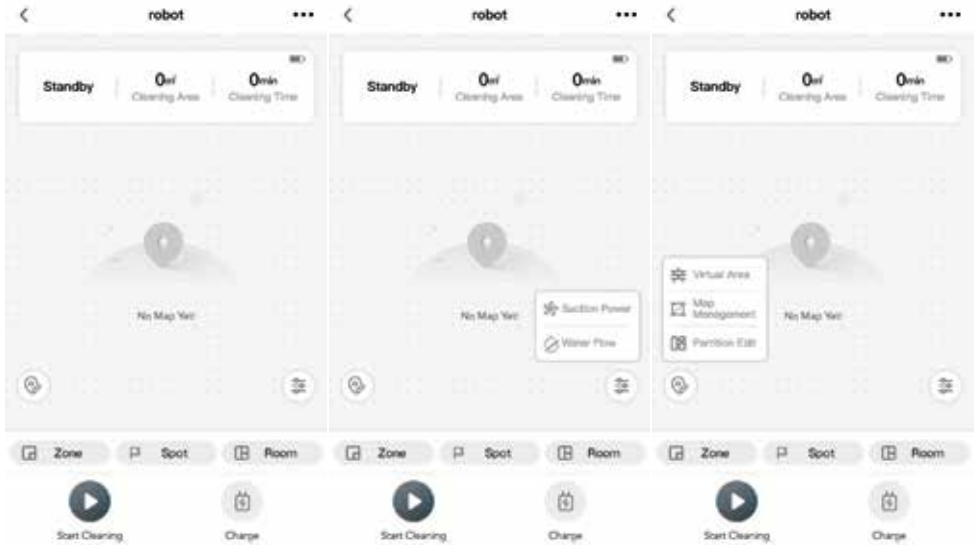 robot
Standby
0㎡
Cleaning Area
0min
Cleaning Time
No Map Yet
Zone
Spot
Room
Start Cleaning
Charge
robot
Standby
0㎡
Cleaning Area
0min
Cleaning Time
No Map Yet
Suction Power
Water Flow
Zone
Spot
Room
Start Cleaning
Charge
robot
Standby
0㎡
Cleaning Area
0min
Cleaning Time
Virtual Area
Map
Management
Partition Edit
No Map Yet
Zone
Spot
Room
Start Cleaning
Charge